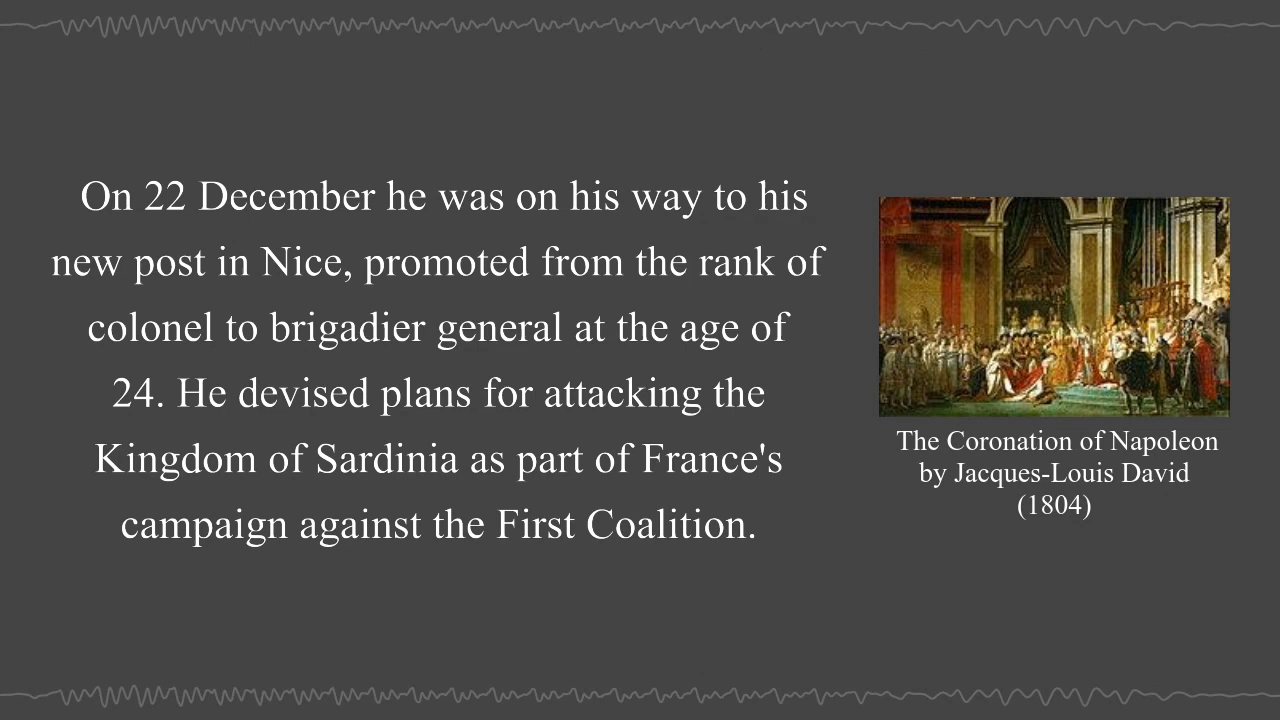 On 22 December he was on his way to his
new post in Nice, promoted from the rank of
colonel to brigadier general at the age of
24. He devised plans for attacking the
Kingdom of Sardinia as part of France's
campaign against the First Coalition.
The Coronation of Napoleon
by Jacques-Louis David
(1804)